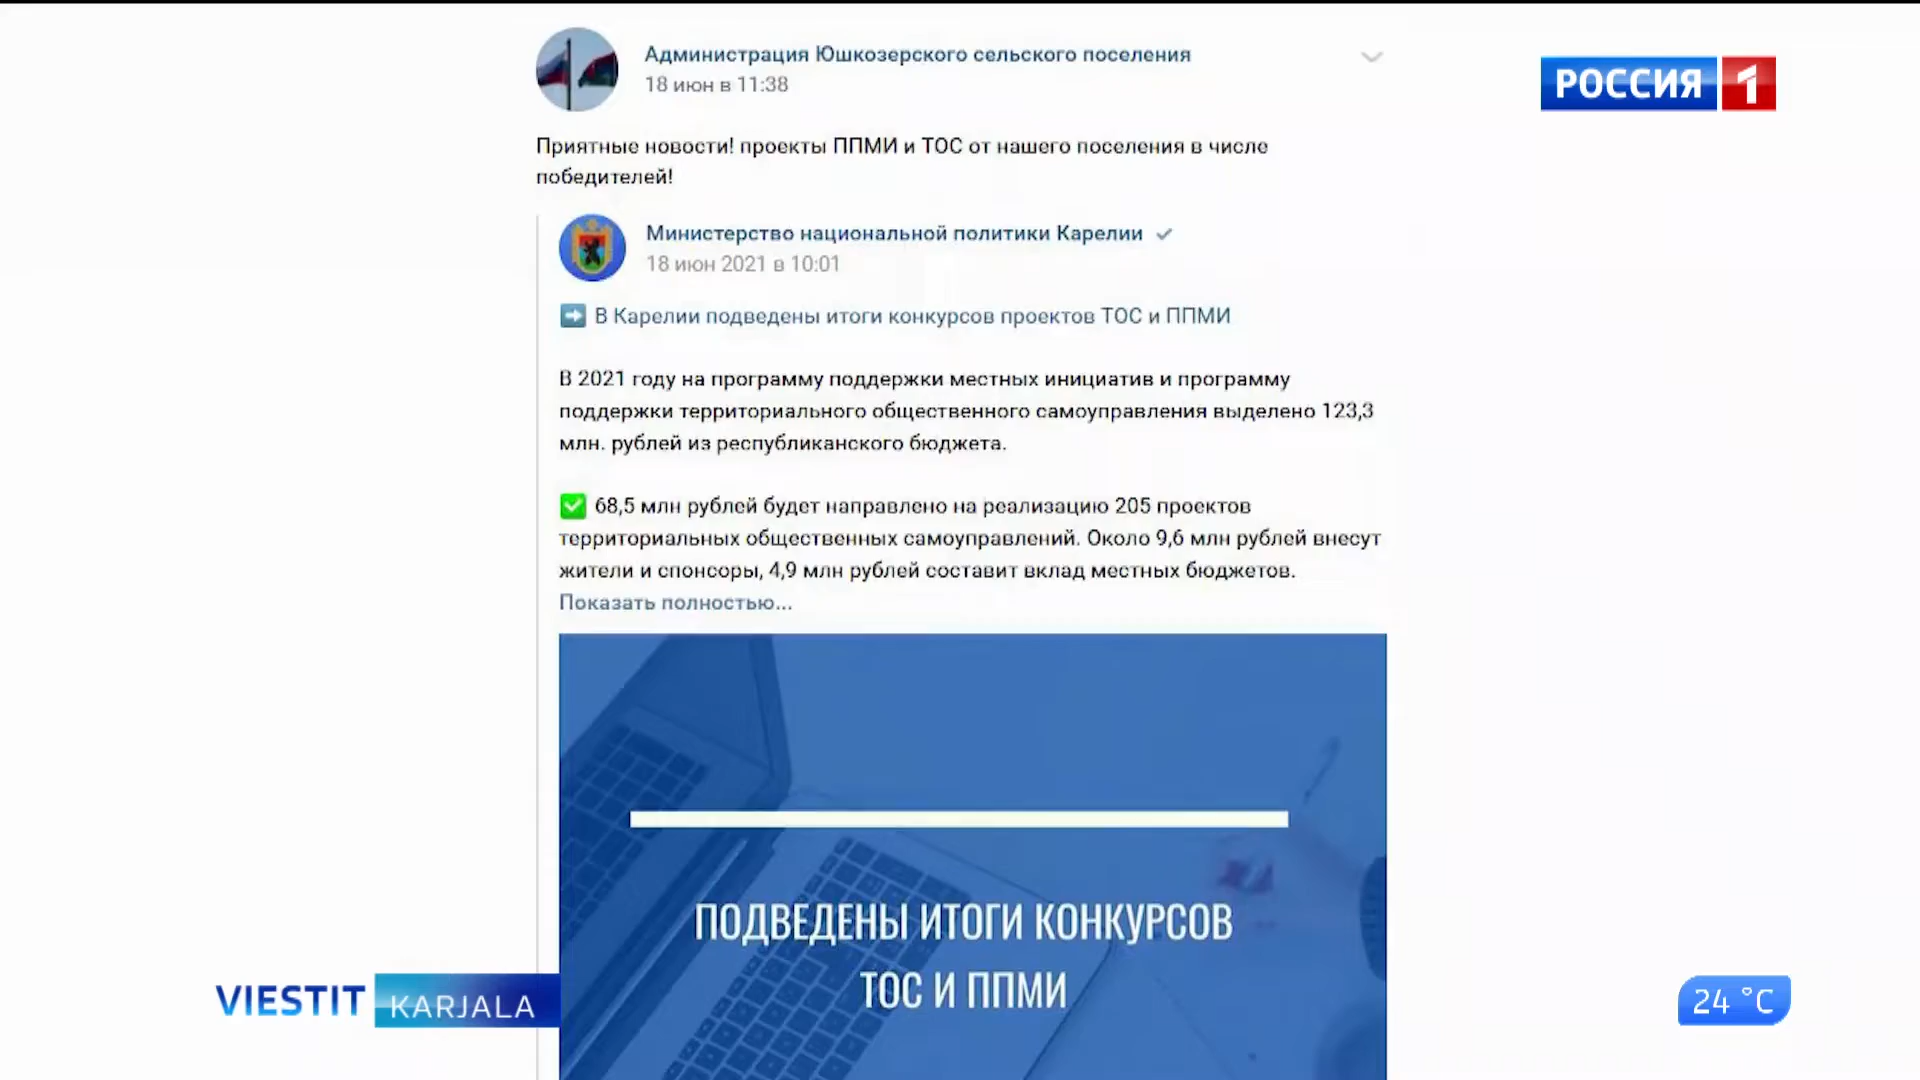 Администрация Юшкозерского сельского поселения
18 июн в 11:38
РОССИЯ 1
Приятные новости! проекты ППМИ и ТОС от нашего поселения в числе
победителей!
Министерство национальной политики Карелии
18 июн 2021 в 10:01
В Карелии подведены итоги конкурсов проектов ТОС и ППМИ
В 2021 году на программу поддержки местных инициатив и программу
поддержки территориального общественного самоуправления выделено 123,3
млн. рублей из республиканского бюджета.
68,5 млн рублей будет направлено на реализацию 205 проектов
территориальных общественных самоуправлений. Около 9,6 млн рублей внесут
жители и спонсоры, 4,9 млн рублей составит вклад местных бюджетов.
Показать полностью...
ПОДВЕДЕНЫ ИТОГИ КОНКУРСОВ
ТОС И ППМИ
VIESTIT KARJALA
24 °C